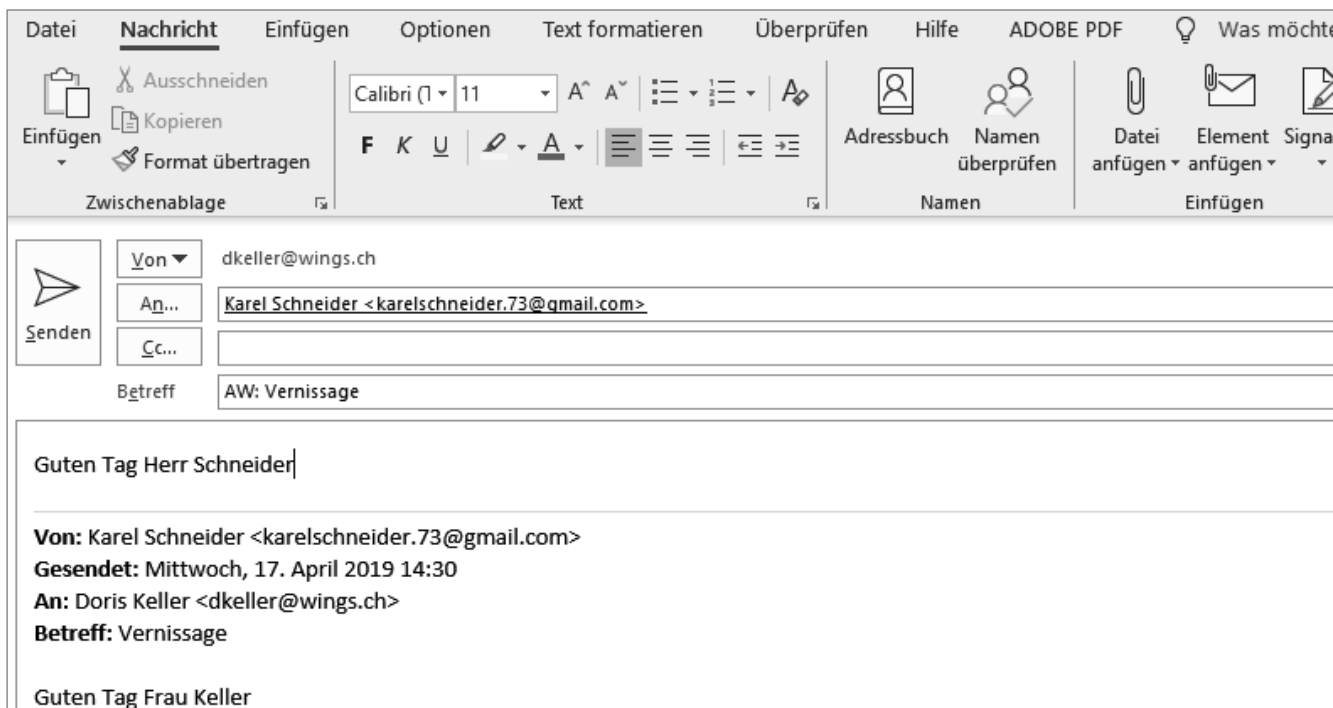 Datei Nachricht Einfügen Optionen Text formatieren Überprüfen Hilfe ADOBE PDF Was möchte
Einfügen
Ausschneiden
Kopieren
Format übertragen
Zwischenablage
Calibri (T 11
F K U
Text
Adressbuch
Namen
überprüfen
Namen
Datei
anfügen
Element
anfügen
Signa
Einfügen
Senden
Von dkeller@wings.ch
An... Karel Schneider <karelschneider.73@gmail.com>
Cc...
Betreff AW: Vernissage
Guten Tag Herr Schneider
Von: Karel Schneider <karelschneider.73@gmail.com>
Gesendet: Mittwoch, 17. April 2019 14:30
An: Doris Keller <dkeller@wings.ch>
Betreff: Vernissage
Guten Tag Frau Keller